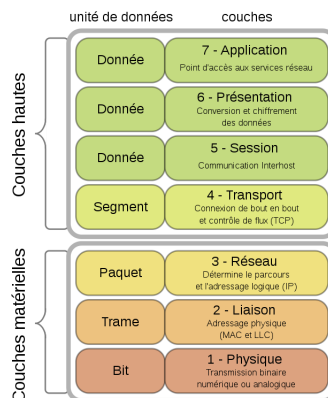 unité de données couches
Couches hautes
Donnée
7 - Application
Point d'accès aux services réseau
Donnée
6 - Présentation
Conversion et chiffrement
des données
Donnée
5 - Session
Communication Interhost
Segment
4 - Transport
Connexion de bout en bout
et contrôle de flux (TCP)
Couches matérielles
Paquet
3 - Réseau
Détermine le parcours
et l'adressage logique (IP)
Trame
2 - Liaison
Adressage physique
(MAC et LLC)
Bit
1 - Physique
Transmission binaire
numérique ou analogique